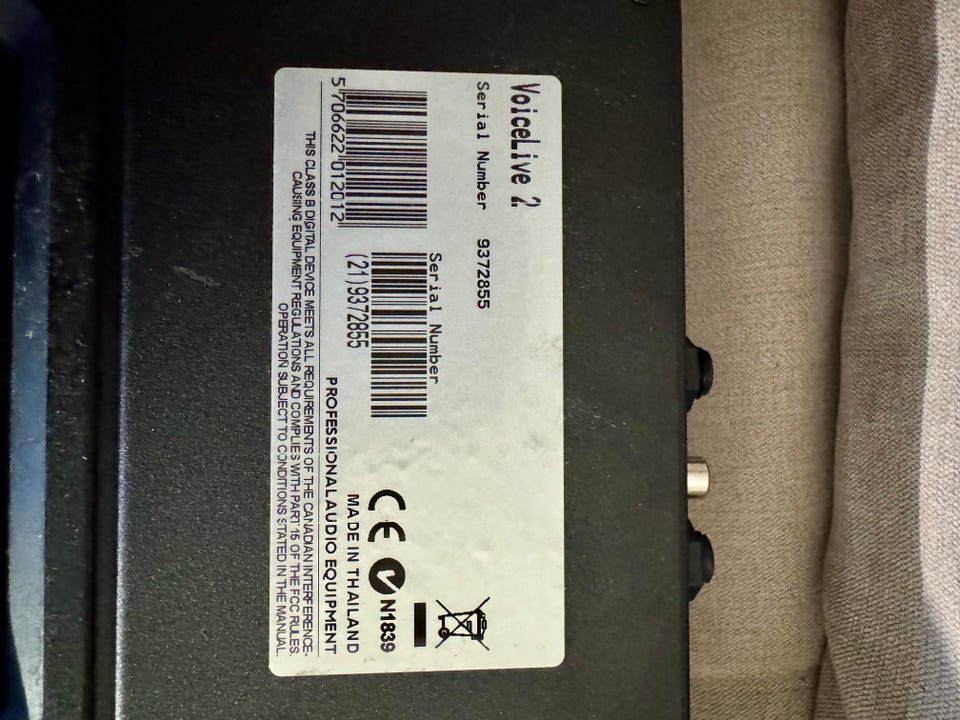 VoiceLive 2
Serial Number 9372855
Serial Number
(21)9372855
5 706622 012012
CE N1839
MADE IN THAILAND
PROFESSIONAL AUDIO EQUIPMENT
THIS CLASS B DIGITAL DEVICE MEETS ALL REQUIREMENTS OF THE CANADIAN INTERFERENCE-
CAUSING EQUIPMENT REGULATIONS AND COMPLIES WITH PART 15 OF THE FCC RULES.
OPERATION SUBJECT TO CONDITIONS STATED IN THE MANUAL.